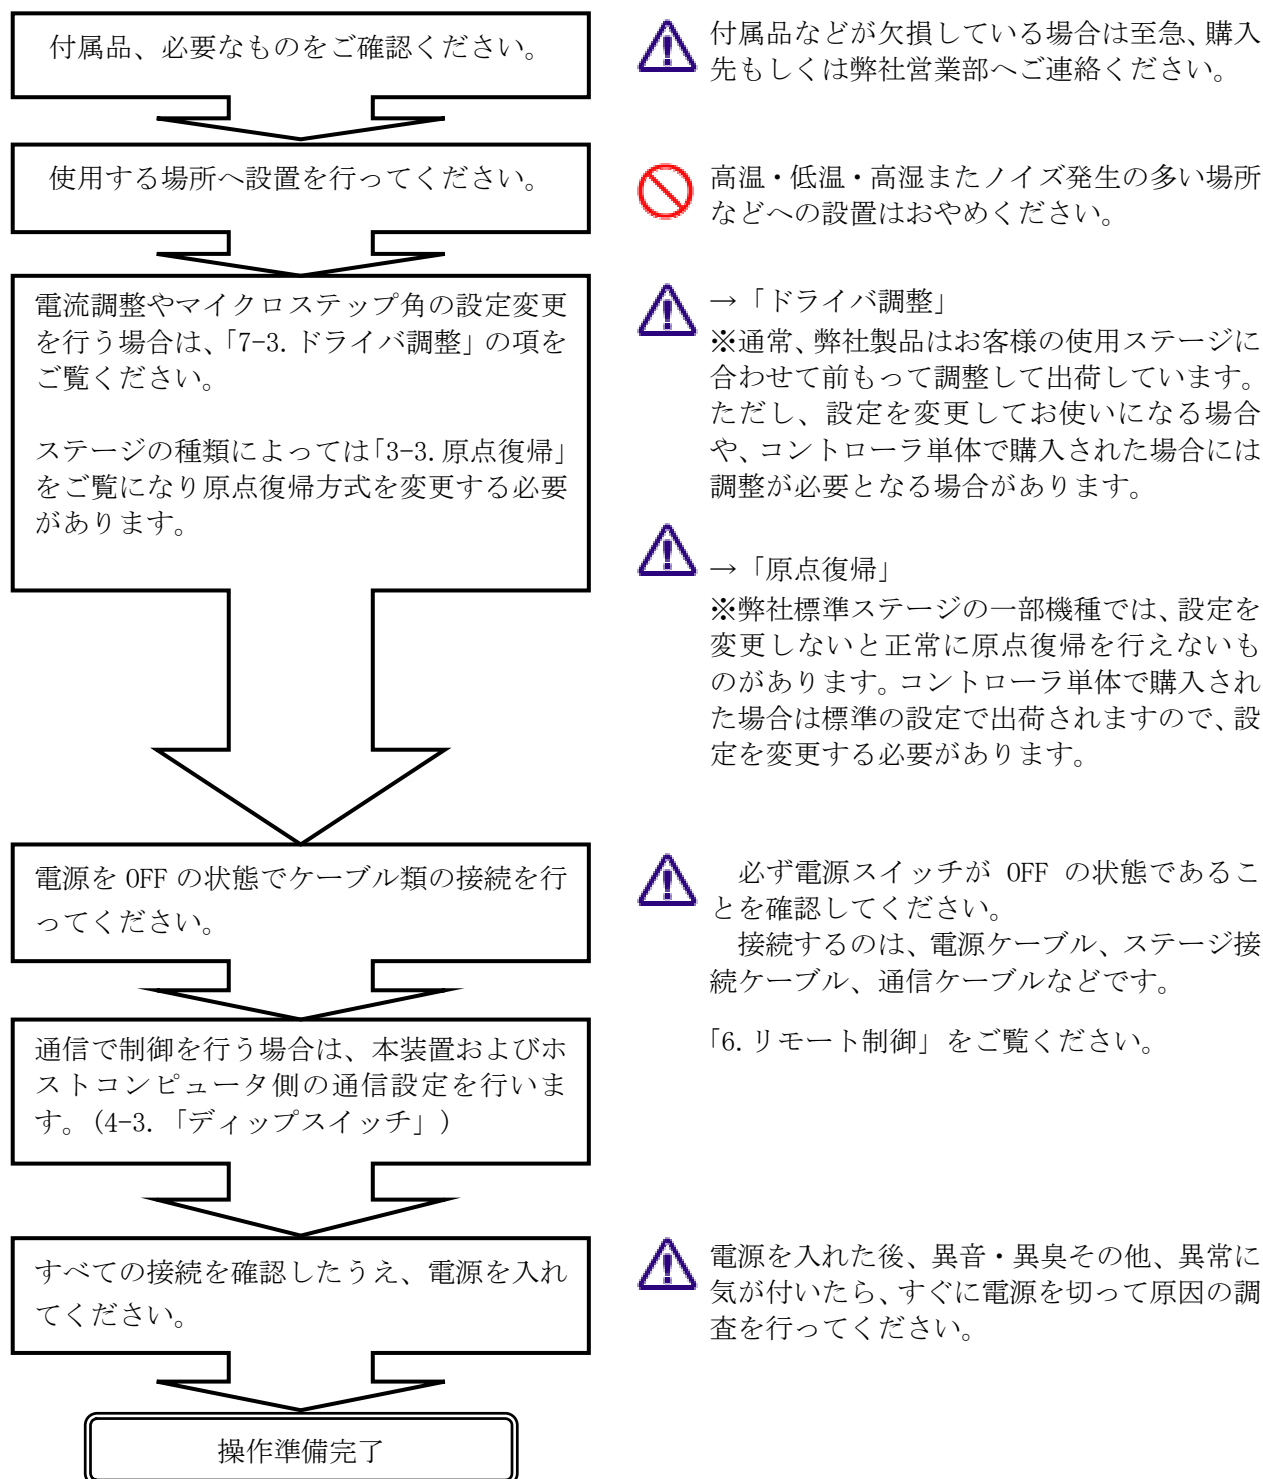 付属品、必要なものをご確認ください。
付属品などが欠損している場合は至急、購入
先もしくは弊社営業部へご連絡ください。
使用する場所へ設置を行ってください。
高温・低温・高湿またノイズ発生の多い場所
などへの設置はおやめください。
電流調整やマイクロステップ角の設定変更
を行う場合は、「7-3.ドライバ調整」の項を
ご覧ください。
ステージの種類によっては「3-3.原点復帰」
をご覧になり原点復帰方式を変更する必要
があります。
→「ドライバ調整」
※通常、弊社製品はお客様の使用ステージに
合わせて前もって調整して出荷しています。
ただし、設定を変更してお使いになる場合
や、コントローラ単体で購入された場合には
調整が必要となる場合があります。
→「原点復帰」
※弊社標準ステージの一部機種では、設定を
変更しないと正常に原点復帰を行えないも
のがあります。コントローラ単体で購入され
た場合は標準の設定で出荷されますので、設
定を変更する必要があります。
電源を OFF の状態でケーブル類の接続を行
ってください。
必ず電源スイッチが OFF の状態であるこ
とを確認してください。
接続するのは、電源ケーブル、ステージ接
続ケーブル、通信ケーブルなどです。
通信で制御を行う場合は、本装置およびホ
ストコンピュータ側の通信設定を行いま
す。(4-3.「ディップスイッチ」)
「6.リモート制御」をご覧ください。
すべての接続を確認したうえ、電源を入れ
てください。
電源を入れた後、異音・異臭その他、異常に
気が付いたら、すぐに電源を切って原因の調
査を行ってください。
操作準備完了